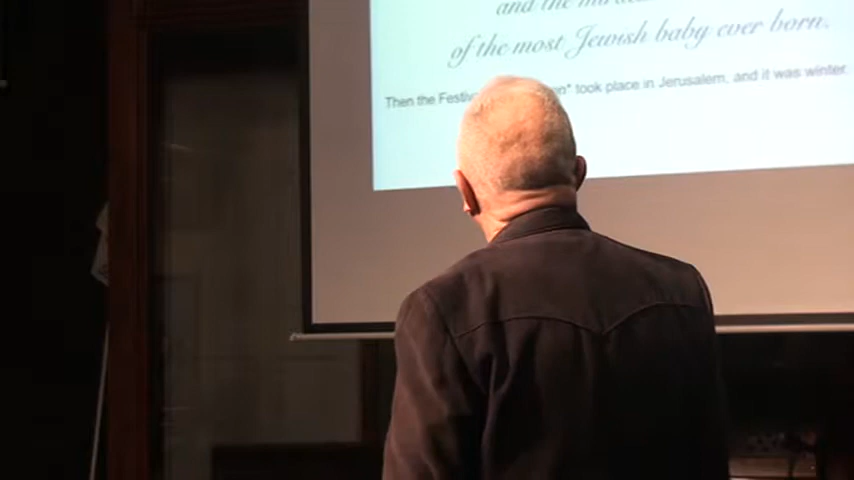 and the
of the most Jewish baby ever born.
Then the Festiv took place in Jerusalem, and it was winter.